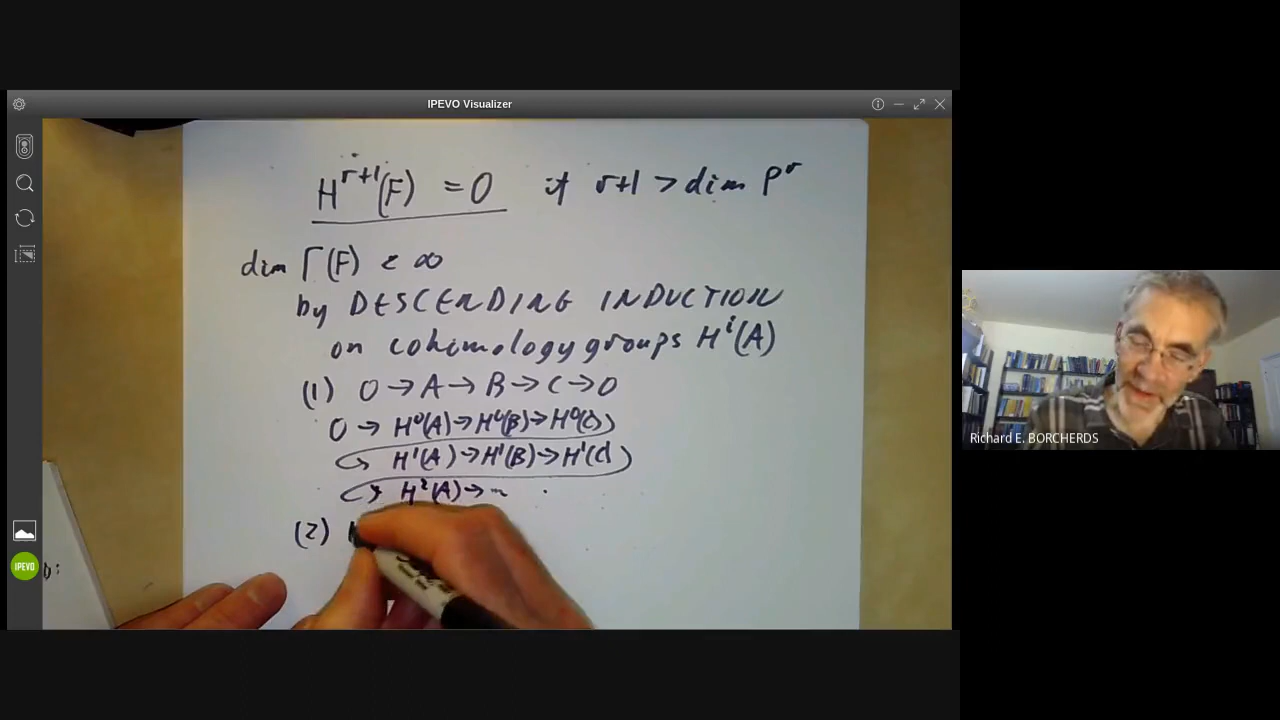 IPEVO Visualizer
H^{r+1}(F) = 0 if r+1 > dim P^r
dim Γ(F) < ∞
by DESCENDING INDUCTION
on cohimology groups H^i(A)
(1) 0 → A → B → C → 0
0 → H^0(A) → H^0(B) → H^0(C)
↪ H^1(A) → H^1(B) → H^1(C)
↪ H^2(A) → ...
(2)
IPEVO
Richard E. BORCHERDS